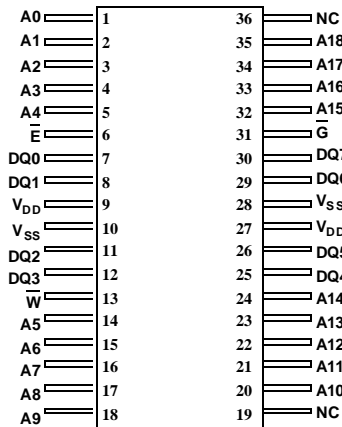 A0 1 36 NC
A1 2 35 A18
A2 3 34 A17
A3 4 33 A16
A4 5 32 A15
E̅ 6 31 G̅
DQ0 7 30 DQ7
DQ1 8 29 DQ6
VDD 9 28 VSS
VSS 10 27 VDD
DQ2 11 26 DQ5
DQ3 12 25 DQ4
W̅ 13 24 A14
A5 14 23 A13
A6 15 22 A12
A7 16 21 A11
A8 17 20 A10
A9 18 19 NC